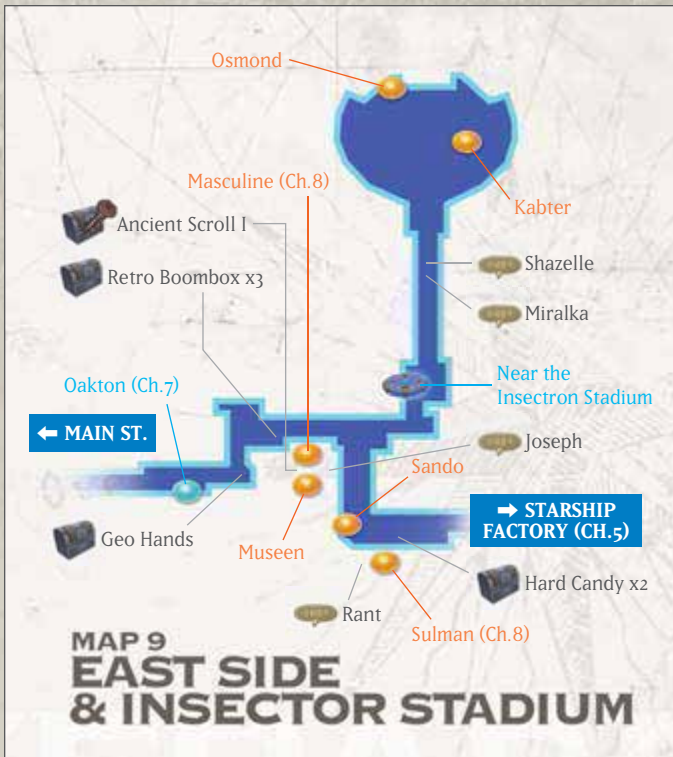 Osmond
Masculine (Ch.8)
Kabter
Ancient Scroll I
Retro Boombox x3
Shazelle
Miralka
Oakton (Ch.7)
Near the
Insectron Stadium
← MAIN ST.
Joseph
Sando
→ STARSHIP
FACTORY (CH.5)
Geo Hands
Museen
Hard Candy x2
Rant
Sulman (Ch.8)
MAP 9
EAST SIDE
& INSECTOR STADIUM